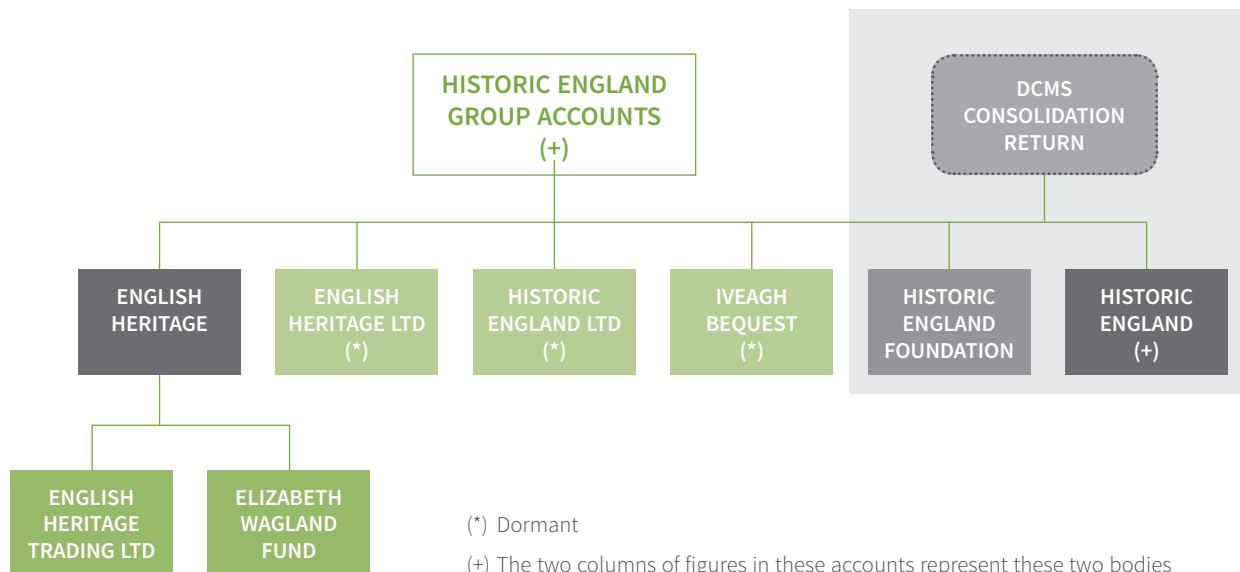 HISTORIC ENGLAND
GROUP ACCOUNTS
(+)
DCMS
CONSOLIDATION
RETURN
ENGLISH
HERITAGE
ENGLISH
HERITAGE LTD
(*)
HISTORIC
ENGLAND LTD
(*)
IVEAGH
BEQUEST
(*)
HISTORIC
ENGLAND
FOUNDATION
HISTORIC
ENGLAND
(+)
ENGLISH
HERITAGE
TRADING LTD
ELIZABETH
WAGLAND
FUND
(*) Dormant
(+) The two columns of figures in these accounts represent these two bodies